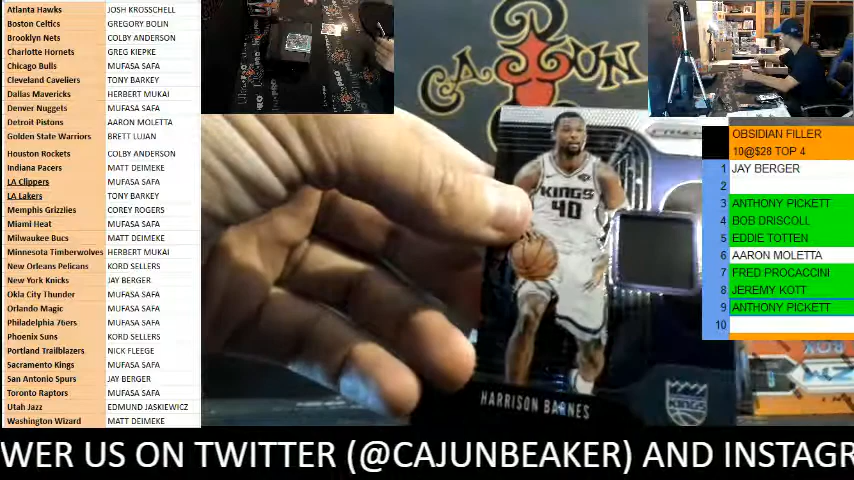 Atlanta Hawks JOSH KROSSCHELL
Boston Celtics GREGORY BOLIN
Brooklyn Nets COLBY ANDERSON
Charlotte Hornets GREG KIEPKE
Chicago Bulls MUFASA SAFA
Cleveland Cavaliers TONY BARKEY
Dallas Mavericks HERBERT MUKAI
Denver Nuggets MUFASA SAFA
Detroit Pistons AARON MOLETTA
Golden State Warriors BRETT LUJAN
Houston Rockets COLBY ANDERSON
Indiana Pacers MATT DEIMEKE
LA Clippers MUFASA SAFA
LA Lakers TONY BARKEY
Memphis Grizzlies COREY ROGERS
Miami Heat MUFASA SAFA
Milwaukee Bucs MATT DEIMEKE
Minnesota Timberwolves HERBERT MUKAI
New Orleans Pelicans KORD SELLERS
New York Knicks JAY BERGER
Okla City Thunder MUFASA SAFA
Orlando Magic MUFASA SAFA
Philadelphia 76ers MUFASA SAFA
Phoenix Suns KORD SELLERS
Portland Trailblazers NICK FLEEGE
Sacramento Kings MUFASA SAFA
San Antonio Spurs JAY BERGER
Toronto Raptors MUFASA SAFA
Utah Jazz EDMUND JASKIEWICZ
Washington Wizard MATT DEIMEKE
CAJUN
KINGS
40
HARRISON BARNES
KINGS
OBSIDIAN FILLER
10@$28 TOP 4
1 JAY BERGER
2
3 ANTHONY PICKETT
4 BOB DRISCOLL
5 EDDIE TOTTEN
6 AARON MOLETTA
7 FRED PROCACCINI
8 JEREMY KOTT
9 ANTHONY PICKETT
10
BOX
WER US ON TWITTER (@CAJUNBEAKER) AND INSTAGR